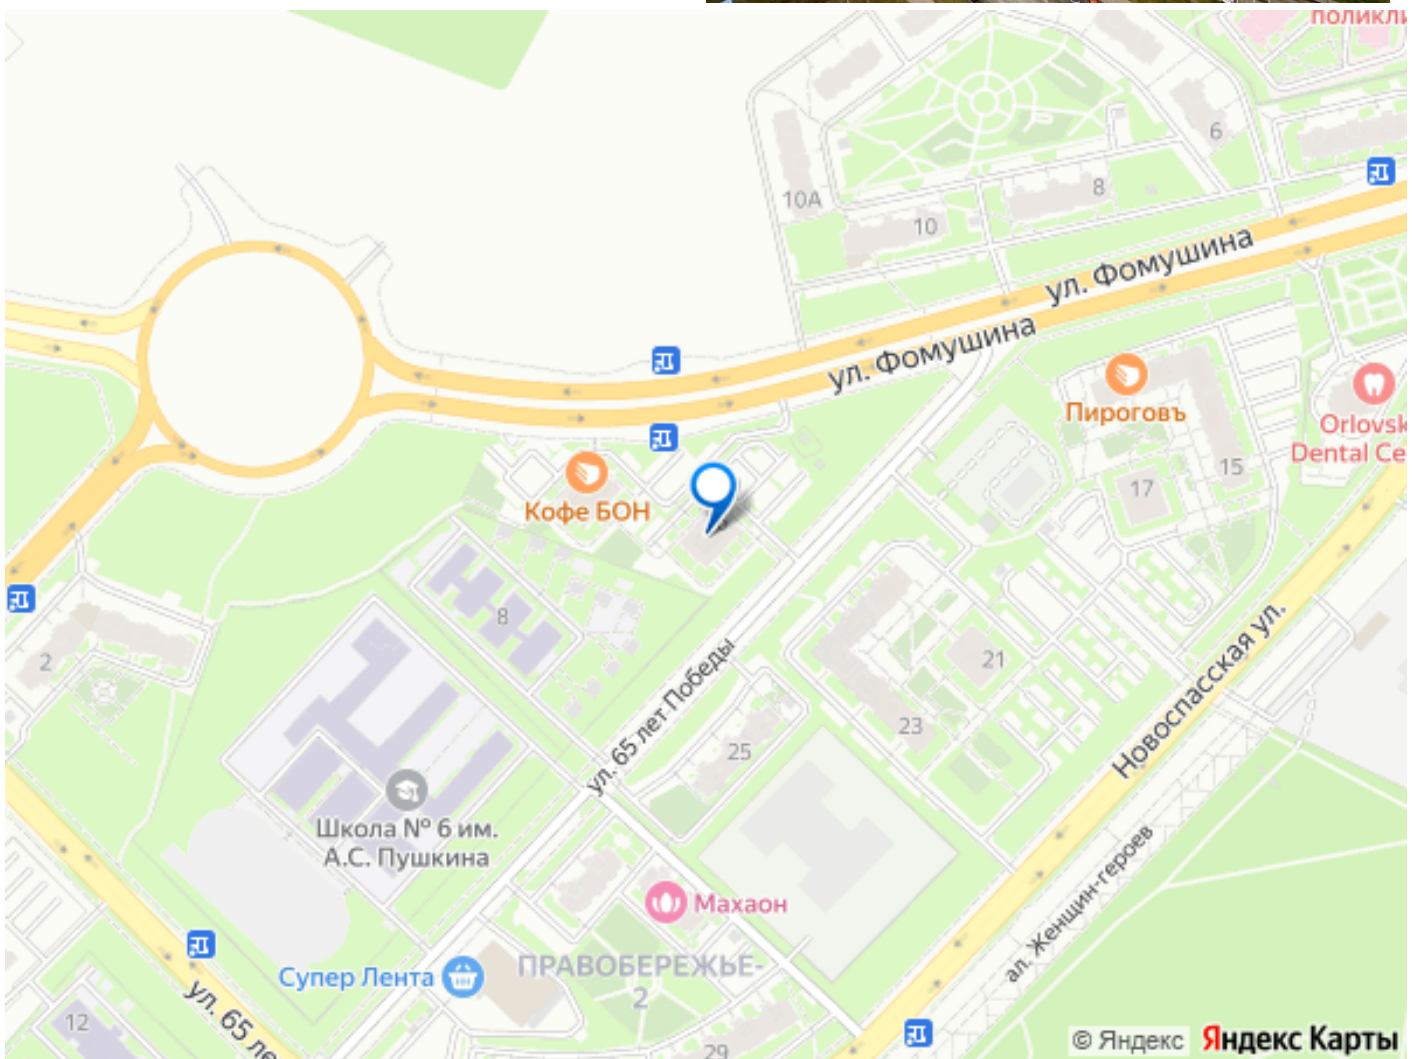 поликли
6
10А
8
10
ул. Фомушина
ул. Фомушина
Пироговъ
Orlovsk
Dental Ce
15
17
Кофе БОН
8
2
21
23
25
ул. 65 лет Победы
Новоспасская ул.
Школа № 6 им.
А.С. Пушкина
Махаон
ал. Женщин-героев
Супер Лента
ПРАВОБЕРЕЖЬЕ-
2
12
ул. 65 ле
29
© Яндекс Яндекс Карты